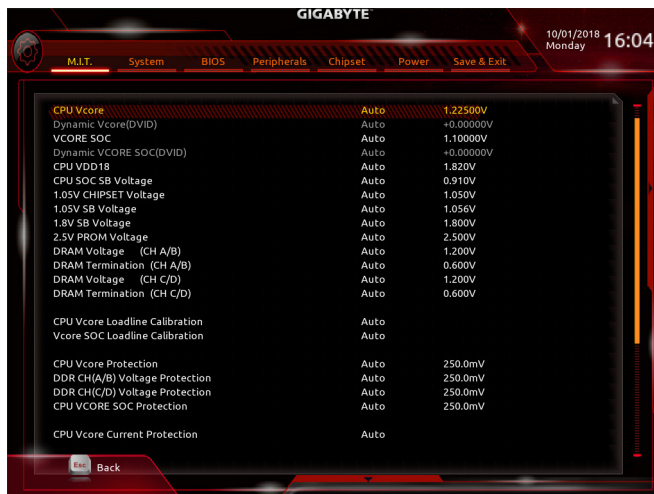 GIGABYTE
10/01/2018 16:04
Monday
M.I.T. System BIOS Peripherals Chipset Power Save & Exit
CPU Vcore Auto 1.22500V
Dynamic Vcore(DVID) Auto +0.00000V
VCORE SOC Auto 1.10000V
Dynamic VCORE SOC(DVID) Auto +0.00000V
CPU VDD18 Auto 1.820V
CPU SOC SB Voltage Auto 0.910V
1.05V CHIPSET Voltage Auto 1.050V
1.05V SB Voltage Auto 1.056V
1.8V SB Voltage Auto 1.800V
2.5V PROM Voltage Auto 2.500V
DRAM Voltage (CH A/B) Auto 1.200V
DRAM Termination (CH A/B) Auto 0.600V
DRAM Voltage (CH C/D) Auto 1.200V
DRAM Termination (CH C/D) Auto 0.600V
CPU Vcore Loadline Calibration Auto
Vcore SOC Loadline Calibration Auto
CPU Vcore Protection Auto 250.0mV
DDR CH(A/B) Voltage Protection Auto 250.0mV
DDR CH(C/D) Voltage Protection Auto 250.0mV
CPU VCORE SOC Protection Auto 250.0mV
CPU Vcore Current Protection Auto
Esc Back